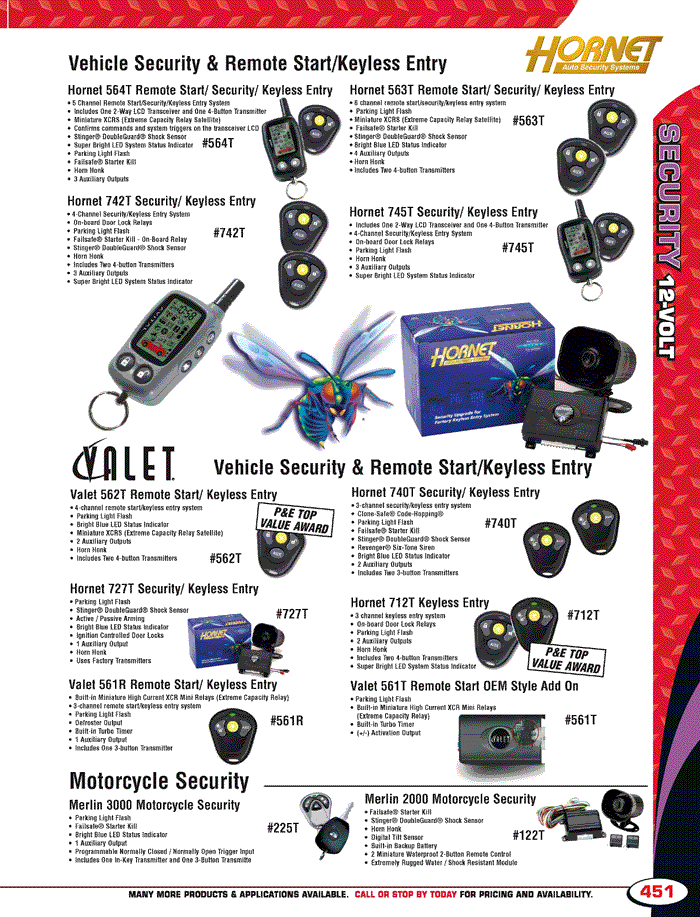 HORNET
Auto Security Systems
Vehicle Security & Remote Start/Keyless Entry
Hornet 564T Remote Start/ Security/ Keyless Entry
• 5 Channel Remote Start/Security/Keyless Entry System
• Includes One 2-Way LCD Transceiver and One 4-Button Transmitter
• Miniature XCRS (Extreme Capacity Relay Satellite)
• Confirms commands and system triggers on the transceiver LCD
• Stinger® DoubleGuard® Shock Sensor
• Super Bright LED System Status Indicator
• Parking Light Flash
• Failsafe® Starter Kill
• Horn Honk
• 3 Auxiliary Outputs
#564T
Hornet 563T Remote Start/ Security/ Keyless Entry
• 6 channel remote start/security/keyless entry system
• Parking Light Flash
• Miniature XCRS (Extreme Capacity Relay Satellite)
• Failsafe® Starter Kill
• Stinger® DoubleGuard® Shock Sensor
• Bright Blue LED Status Indicator
• 4 Auxiliary Outputs
• Horn Honk
• Includes Two 4-button Transmitters
#563T
Hornet 742T Security/ Keyless Entry
• 4-Channel Security/Keyless Entry System
• On-board Door Lock Relays
• Parking Light Flash
• Failsafe® Starter Kill - On-Board Relay
• Stinger® DoubleGuard® Shock Sensor
• Horn Honk
• Includes Two 4-button Transmitters
• 3 Auxiliary Outputs
• Super Bright LED System Status Indicator
#742T
Hornet 745T Security/ Keyless Entry
• Includes One 2-Way LCD Transceiver and One 4-Button Transmitter
• 4-Channel Security/Keyless Entry System
• On-board Door Lock Relays
• Parking Light Flash
• Horn Honk
• 3 Auxiliary Outputs
• Super Bright LED System Status Indicator
#745T
SECURITY 12-VOLT
HORNET
Security Upgrade for
Factory Keyless Entry System
VALET
Vehicle Security & Remote Start/Keyless Entry
Valet 562T Remote Start/ Keyless Entry
• 4-channel remote start/keyless entry system
• Parking Light Flash
• Bright Blue LED Status Indicator
• Miniature XCRS (Extreme Capacity Relay Satellite)
• 2 Auxiliary Outputs
• Horn Honk
• Includes Two 4-button Transmitters
P&E TOP
VALUE AWARD
#562T
Hornet 740T Security/ Keyless Entry
• 3-channel security/keyless entry system
• Clone-Safe® Code-Hopping®
• Parking Light Flash
• Failsafe® Starter Kill
• Stinger® DoubleGuard® Shock Sensor
• Revenger® Six-Tone Siren
• Bright Blue LED Status Indicator
• 2 Auxiliary Outputs
• Includes Two 3-button Transmitters
#740T
Hornet 727T Security/ Keyless Entry
• Parking Light Flash
• Stinger® DoubleGuard® Shock Sensor
• Active / Passive Arming
• Bright Blue LED Status Indicator
• Ignition Controlled Door Locks
• 1 Auxiliary Output
• Horn Honk
• Uses Factory Transmitters
#727T
HORNET
Hornet 712T Keyless Entry
• 3 channel keyless entry system
• On-board Door Lock Relays
• Parking Light Flash
• 2 Auxiliary Outputs
• Horn Honk
• Includes Two 4-button Transmitters
• Super Bright LED System Status Indicator
#712T
P&E TOP
VALUE AWARD
Valet 561R Remote Start/ Keyless Entry
• Built-in Miniature High Current XCR Mini Relays (Extreme Capacity Relay)
• 3-channel remote start/keyless entry system
• Parking Light Flash
• Defroster Output
• Built-in Turbo Timer
• 1 Auxiliary Output
• Includes One 3-button Transmitter
#561R
Valet 561T Remote Start OEM Style Add On
• Parking Light Flash
• Built-in Miniature High Current XCR Mini Relays
(Extreme Capacity Relay)
• Built-in Turbo Timer
• (+/-) Activation Output
#561T
VALET
Motorcycle Security
Merlin 3000 Motorcycle Security
• Parking Light Flash
• Failsafe® Starter Kill
• Bright Blue LED Status Indicator
• 1 Auxiliary Output
• Programmable Normally Closed / Normally Open Trigger Input
• Includes One In-Key Transmitter and One 3-Button Transmitte
#225T
Merlin 2000 Motorcycle Security
• Failsafe® Starter Kill
• Stinger® DoubleGuard® Shock Sensor
• Horn Honk
• Digital Tilt Sensor
• Built-in Backup Battery
• 2 Miniature Waterproof 2-Button Remote Control
• Extremely Rugged Water / Shock Resistant Module
#122T
MANY MORE PRODUCTS & APPLICATIONS AVAILABLE. CALL OR STOP BY TODAY FOR PRICING AND AVAILABILITY.
451